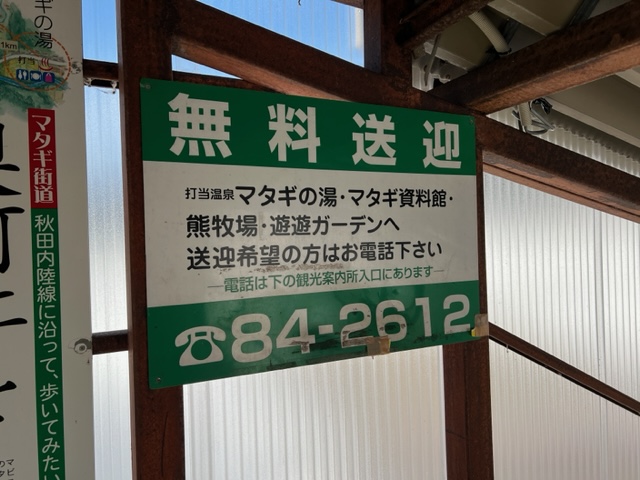 無料送迎
打当温泉マタギの湯・マタギ資料館・
熊牧場・遊遊ガーデンへ
送迎希望の方はお電話下さい
―電話は下の観光案内所入口にあります―
☎84-2612
ギの湯
1km
打当
マタギ街道
秋田内陸線に沿って、歩いてみたい